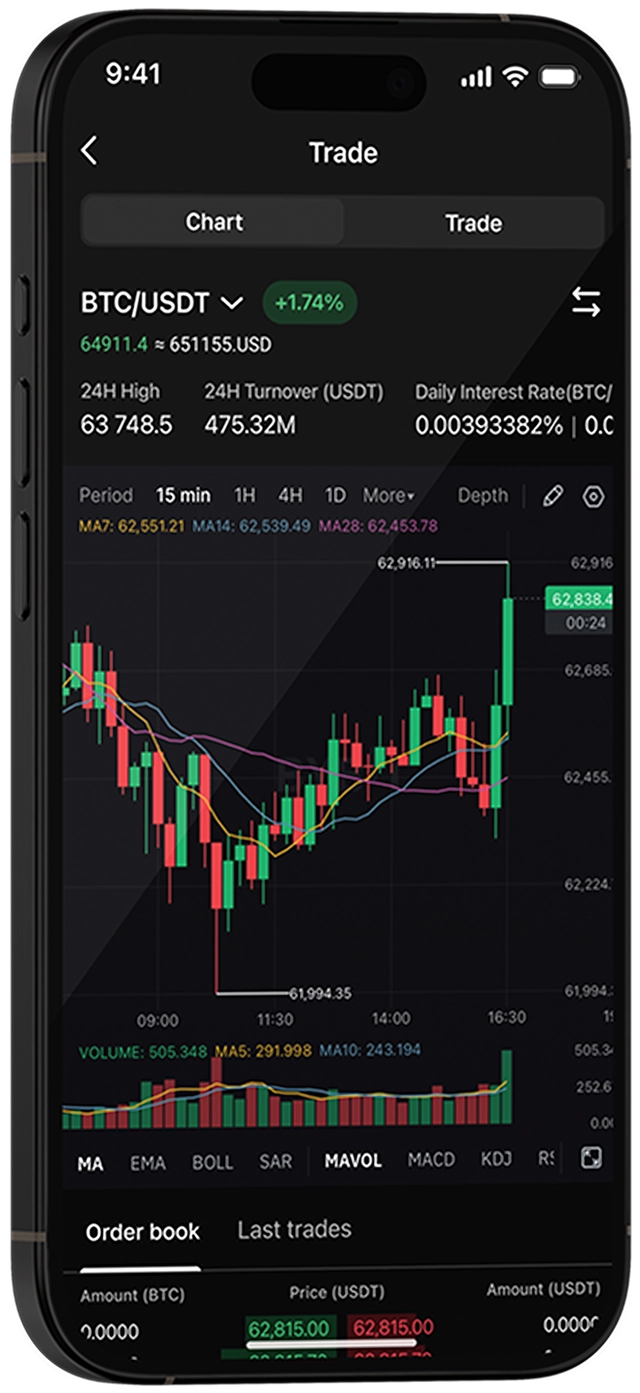 9:41
Trade
Chart Trade
BTC/USDT +1.74%
64911.4 ≈ 651155.USD
24H High 24H Turnover (USDT) Daily Interest Rate(BTC/
63 748.5 475.32M 0.00393382% | 0.0
Period 15 min 1H 4H 1D More Depth
MA7: 62,551.21 MA14: 62,539.49 MA28: 62,453.78
62,916.11 62,916
62,838.4
00:24
62,685.
62,455.
62,224.
61,994.35 61,994.
09:00 11:30 14:00 16:30
VOLUME: 505.348 MA5: 291.998 MA10: 243.194 505.34
252.6
0.00
MA EMA BOLL SAR MAVOL MACD KDJ RS
Order book Last trades
Amount (BTC) Price (USDT) Amount (USDT)
0.0000 62,815.00 62,815.00 0.0000